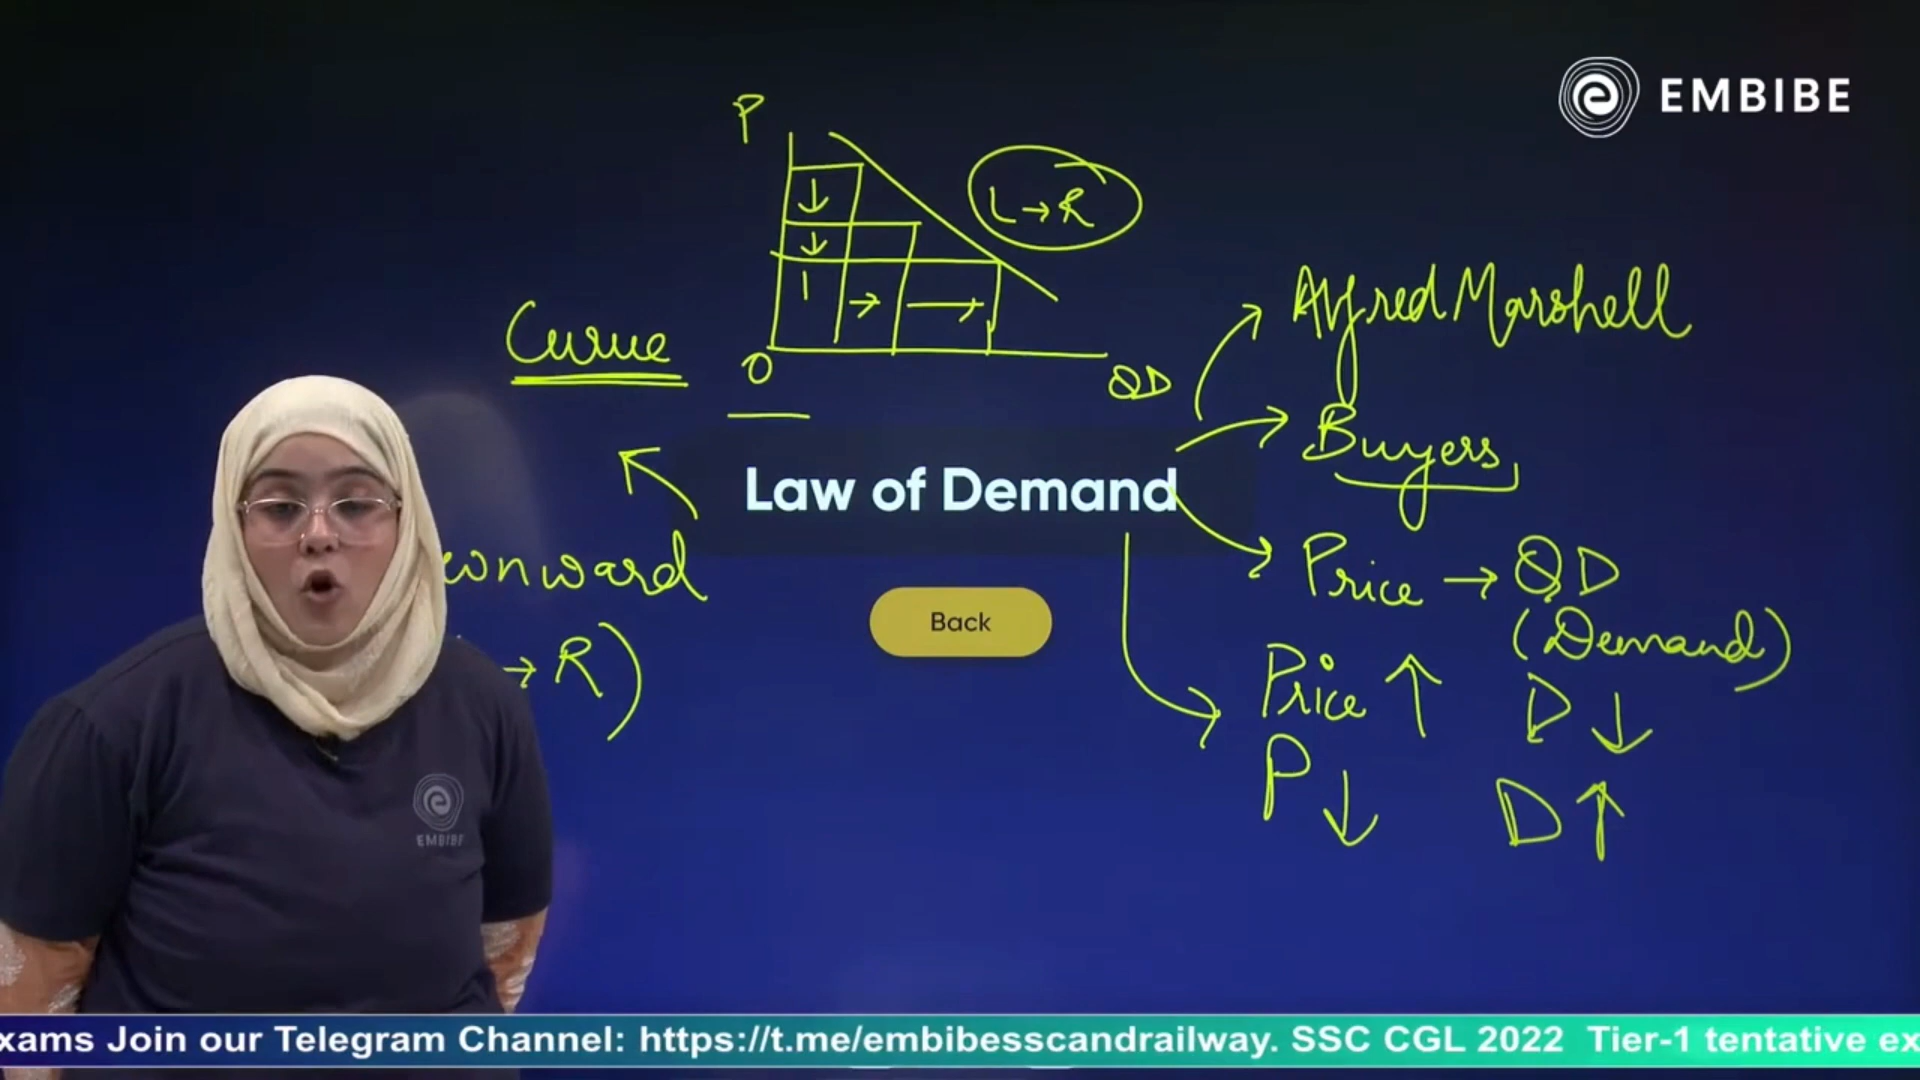 EMBIBE
P
↓
L→R
↓
→ →
O
QD
Curve
Alfred Marshell
Buyers
Law of Demand
ownward
→ R)
Back
Price → QD
(Demand)
Price ↑ D ↓
P ↓ D ↑
EMBIBE
xams Join our Telegram Channel: https://t.me/embibesscandrailway. SSC CGL 2022 Tier-1 tentative ex